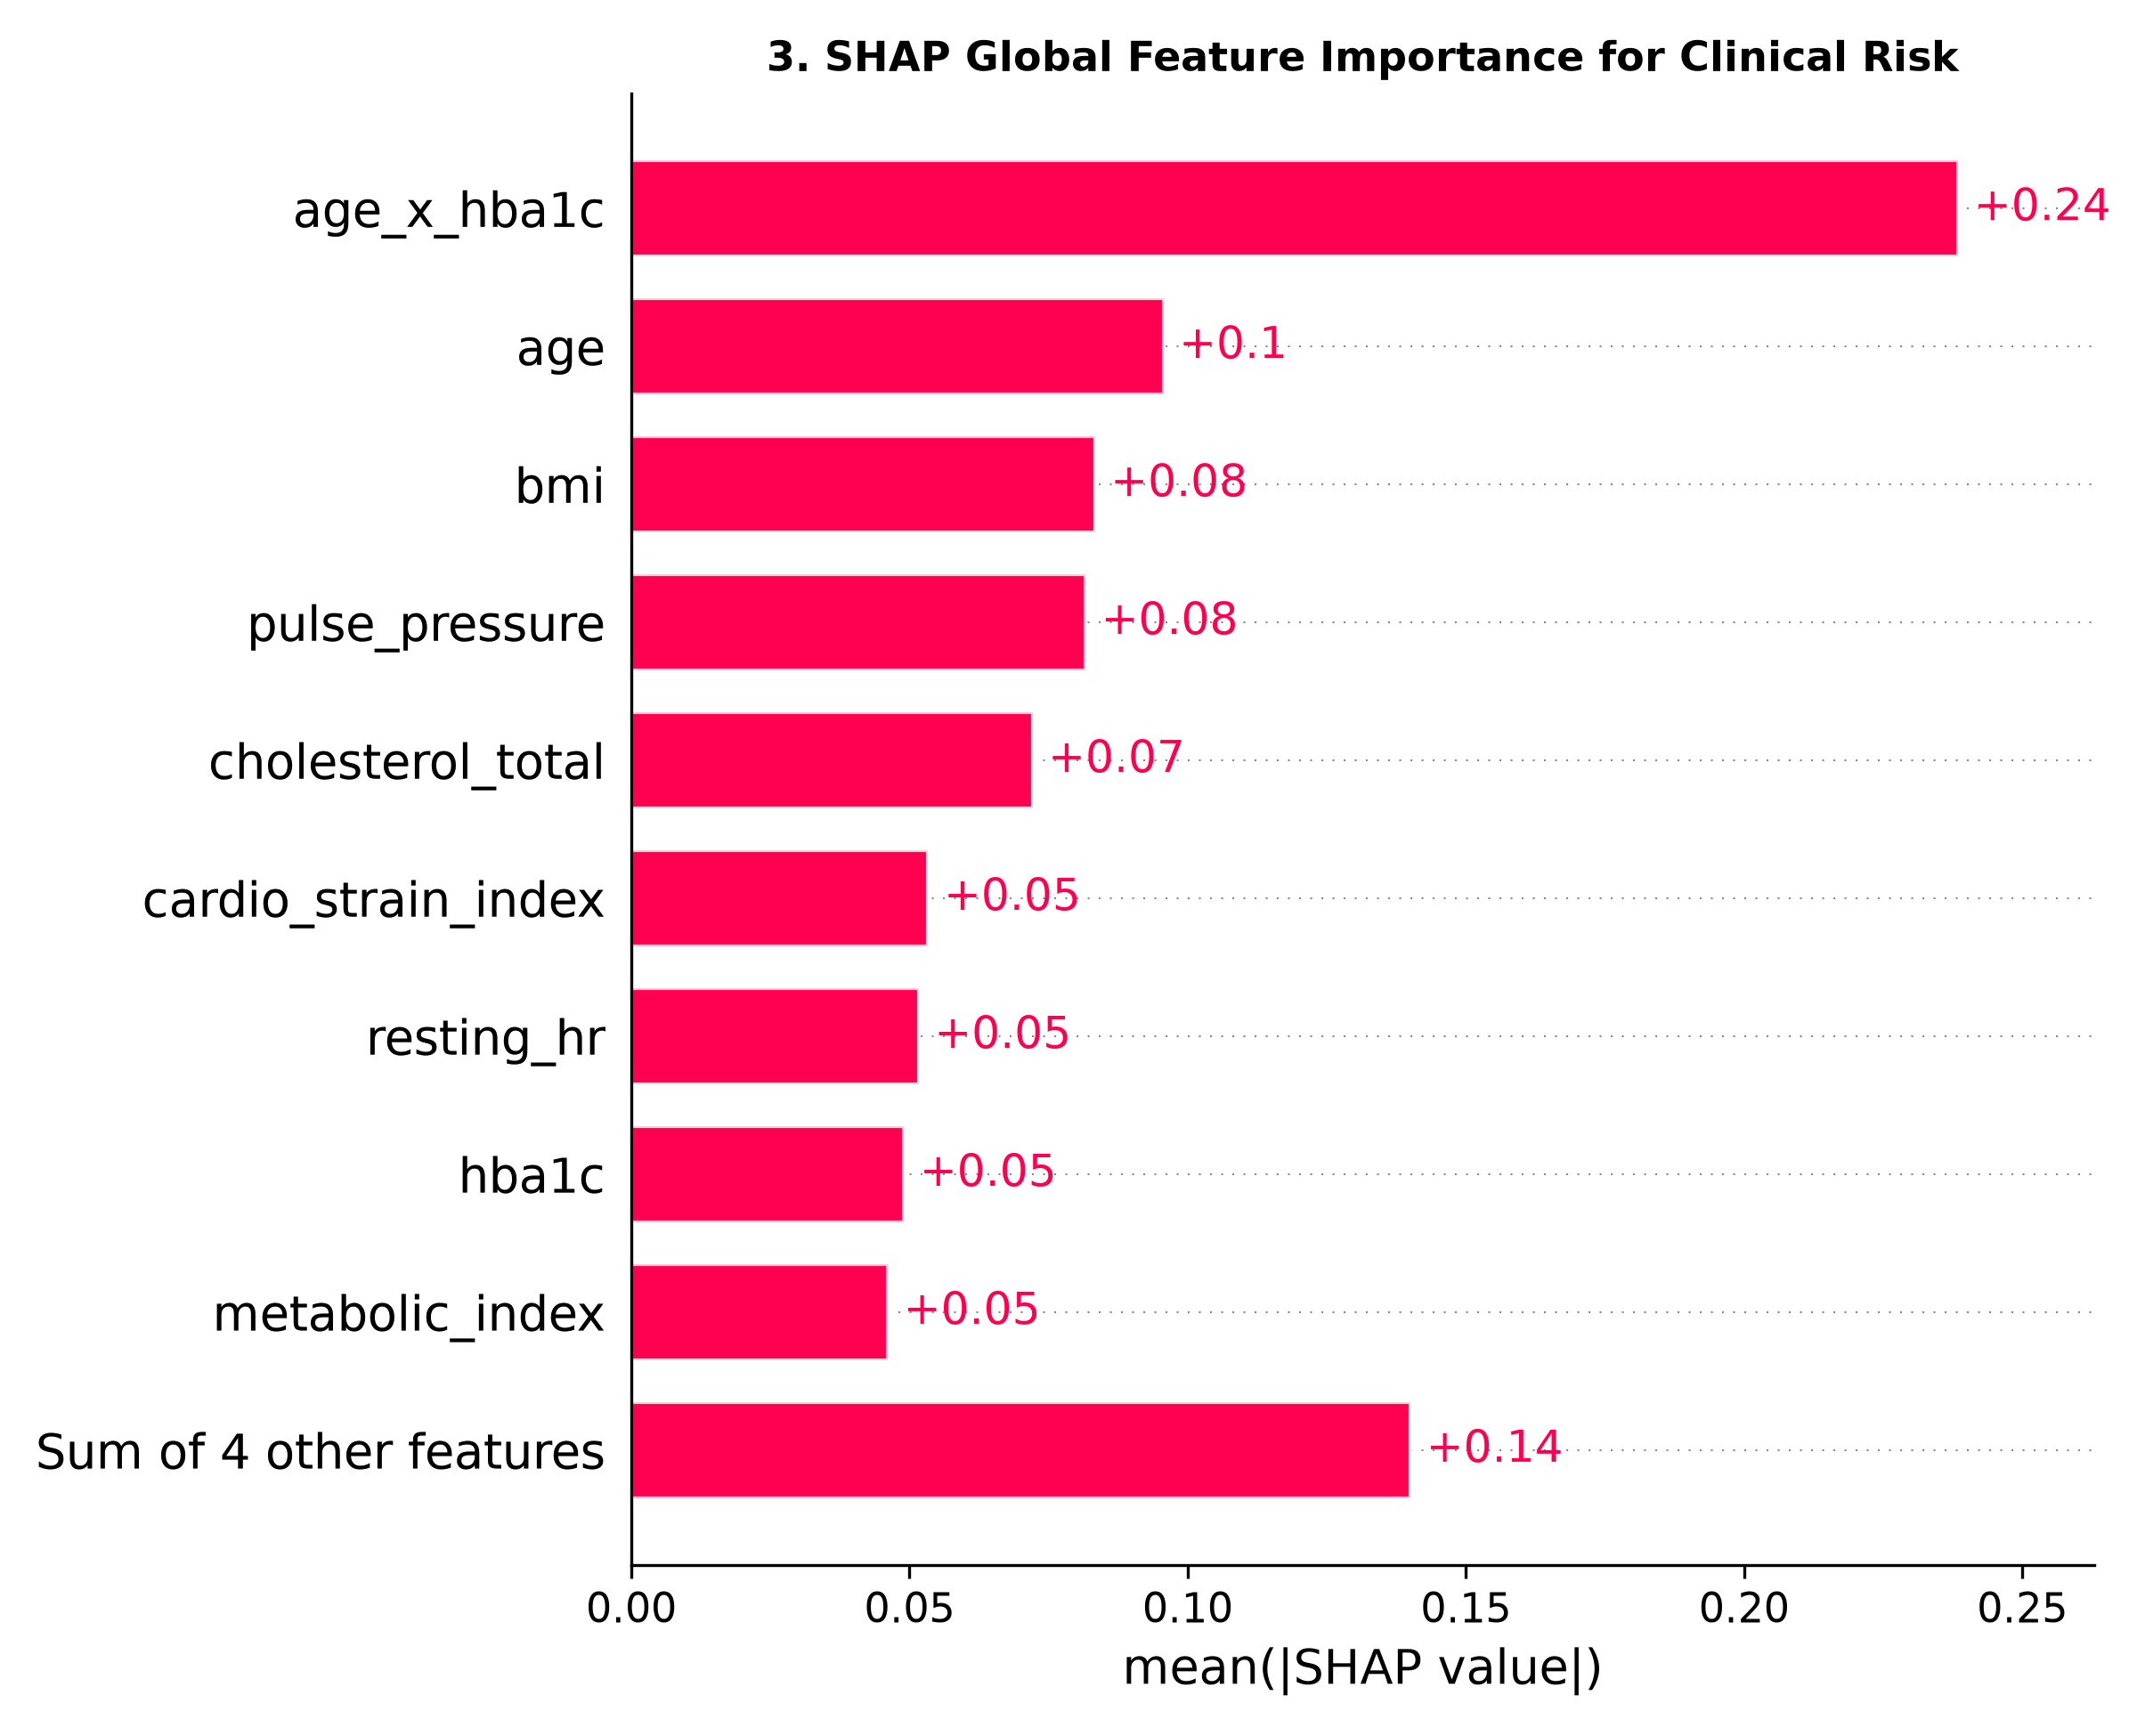 3. SHAP Global Feature Importance for Clinical Risk
age_x_hba1c +0.24
age +0.1
bmi +0.08
pulse_pressure +0.08
cholesterol_total +0.07
cardio_strain_index +0.05
resting_hr +0.05
hba1c +0.05
metabolic_index +0.05
Sum of 4 other features +0.14
0.00 0.05 0.10 0.15 0.20 0.25
mean(|SHAP value|)